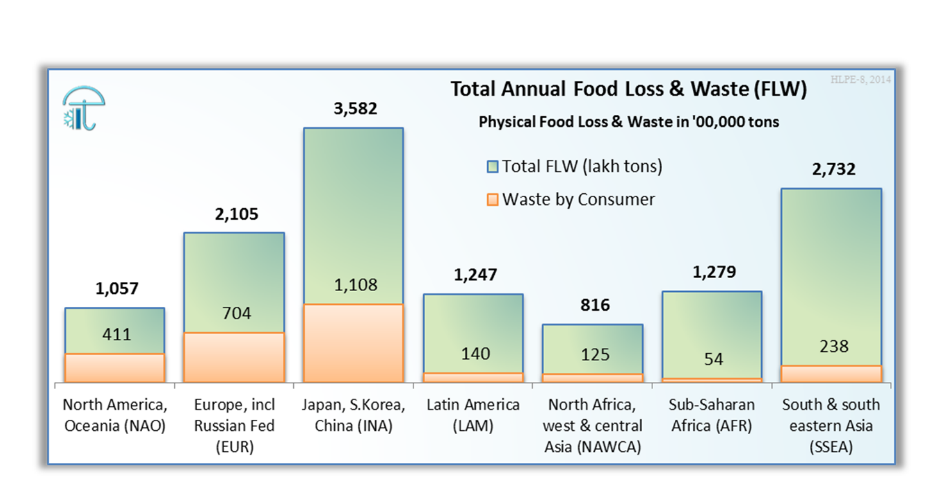 HLPE-8, 2014
Total Annual Food Loss & Waste (FLW)
Physical Food Loss & Waste in '00,000 tons
Total FLW (lakh tons)
Waste by Consumer
1,057
2,105
3,582
1,247
816
1,279
2,732
411
704
1,108
140
125
54
238
North America,
Oceania (NAO)
Europe, incl
Russian Fed
(EUR)
Japan, S.Korea,
China (INA)
Latin America
(LAM)
North Africa,
west & central
Asia (NAWCA)
Sub-Saharan
Africa (AFR)
South & south
eastern Asia
(SSEA)